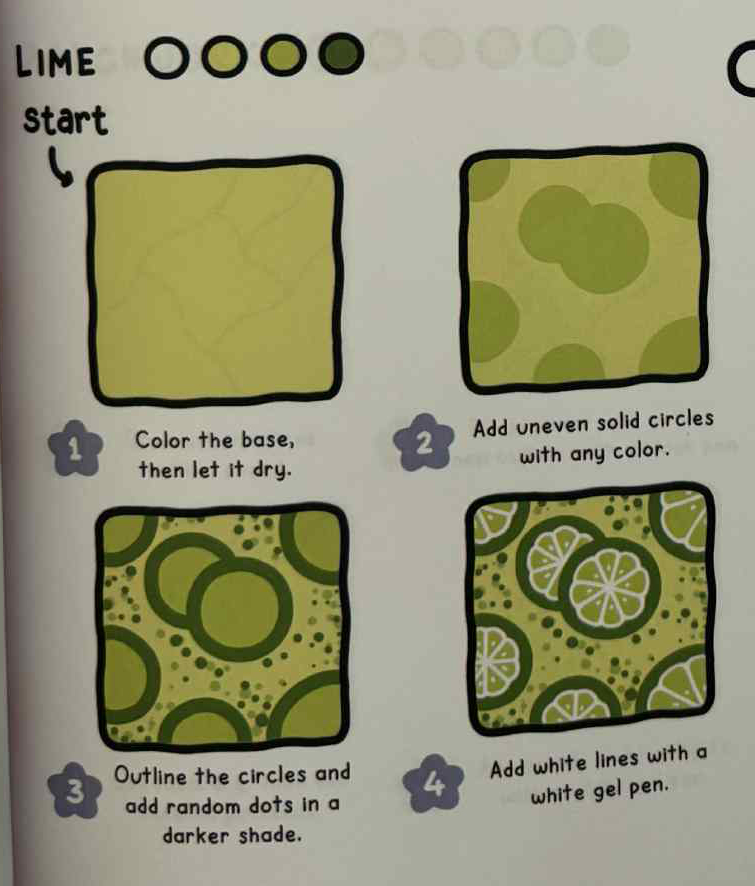 LIME
start
1
Color the base,
then let it dry.
2
Add uneven solid circles
with any color.
3
Outline the circles and
add random dots in a
darker shade.
4
Add white lines with a
white gel pen.